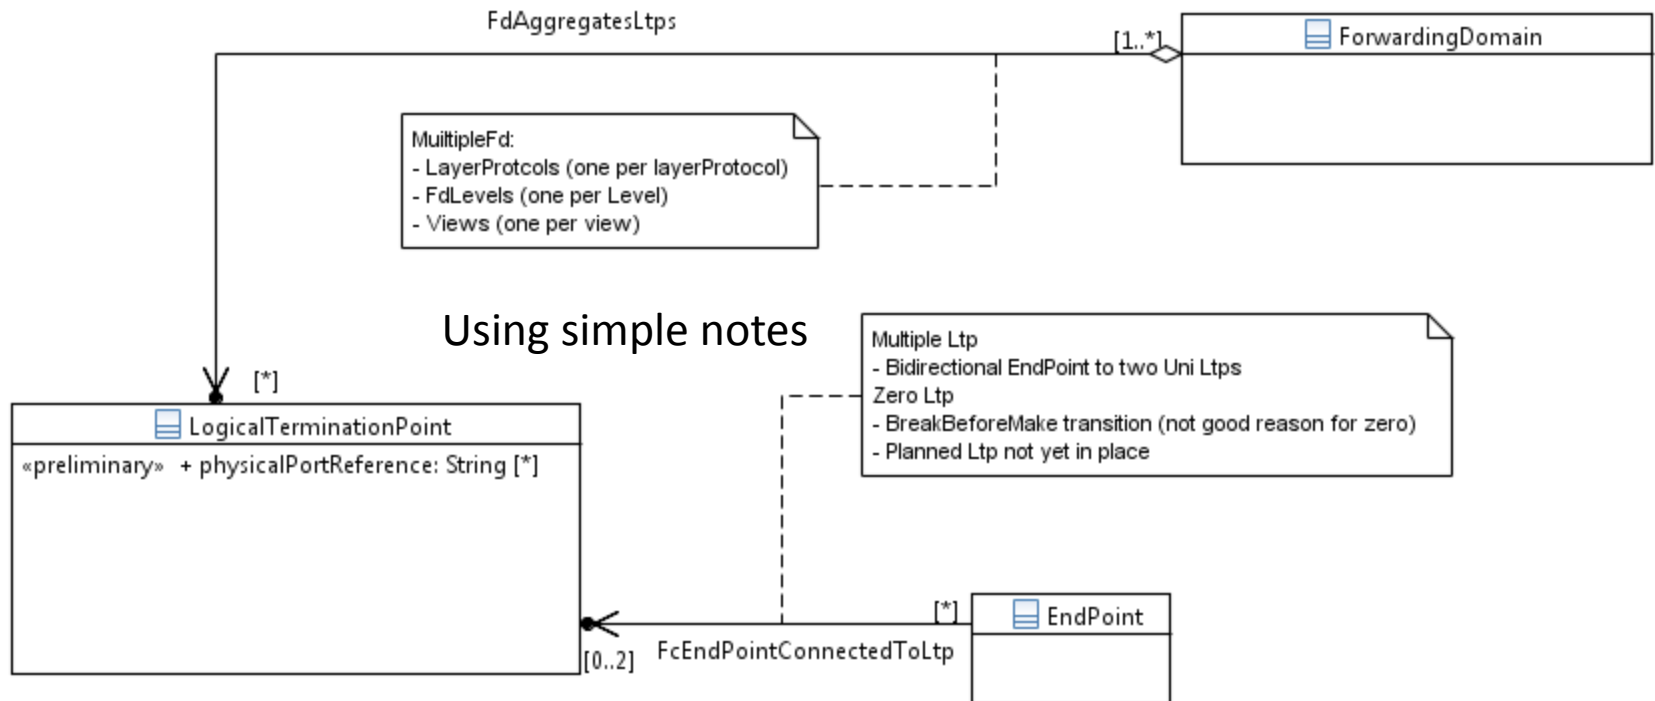 FdAggregatesLtps
[1..*]
ForwardingDomain
MuiltipleFd:
- LayerProtcols (one per layerProtocol)
- FdLevels (one per Level)
- Views (one per view)
Using simple notes
Multiple Ltp
- Bidirectional EndPoint to two Uni Ltps
Zero Ltp
- BreakBeforeMake transition (not good reason for zero)
- Planned Ltp not yet in place
[*]
LogicalTerminationPoint
«preliminary» + physicalPortReference: String [*]
[*]
EndPoint
[0..2]
FcEndPointConnectedToLtp